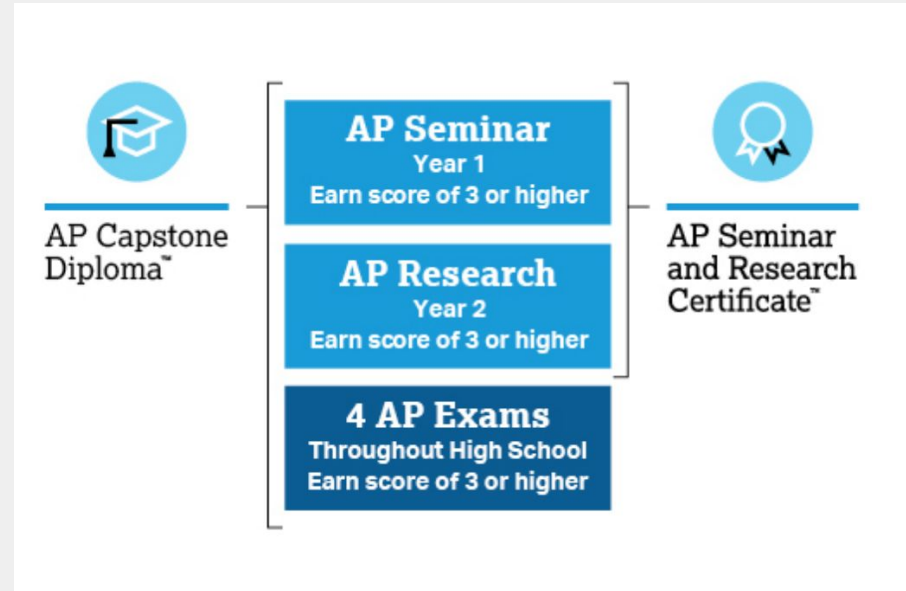 AP Capstone
Diploma™
AP Seminar
Year 1
Earn score of 3 or higher
AP Research
Year 2
Earn score of 3 or higher
4 AP Exams
Throughout High School
Earn score of 3 or higher
AP Seminar
and Research
Certificate™